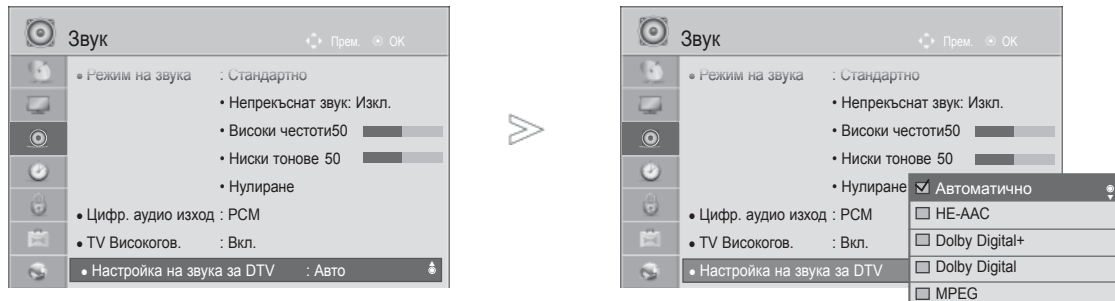 Звук
Прем. OK
• Режим на звука : Стандартно
• Непрекъснат звук: Изкл.
• Високи честоти50
• Ниски тонове 50
• Нулиране
• Цифр. аудио изход : PCM
• TV Високогов. : Вкл.
• Настройка на звука за DTV : Авто
Звук
Прем. OK
• Режим на звука : Стандартно
• Непрекъснат звук: Изкл.
• Високи честоти50
• Ниски тонове 50
• Нулиране
• Цифр. аудио изход : PCM
• TV Високогов. : Вкл.
• Настройка на звука за DTV
Автоматично
HE-AAC
Dolby Digital+
Dolby Digital
MPEG